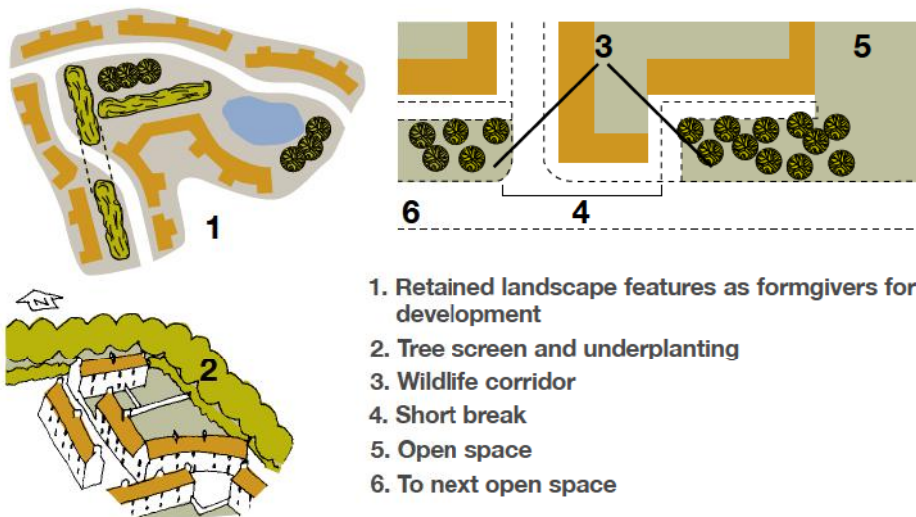 3
5
1
6
4
N
2
1. Retained landscape features as formgivers for
development
2. Tree screen and underplanting
3. Wildlife corridor
4. Short break
5. Open space
6. To next open space